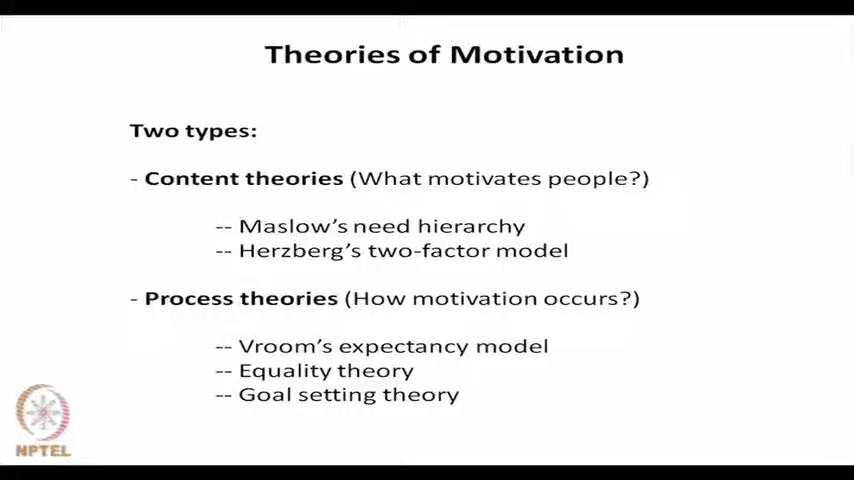 Theories of Motivation
Two types:
- Content theories (What motivates people?)
-- Maslow's need hierarchy
-- Herzberg's two-factor model
- Process theories (How motivation occurs?)
-- Vroom's expectancy model
-- Equality theory
-- Goal setting theory
NPTEL